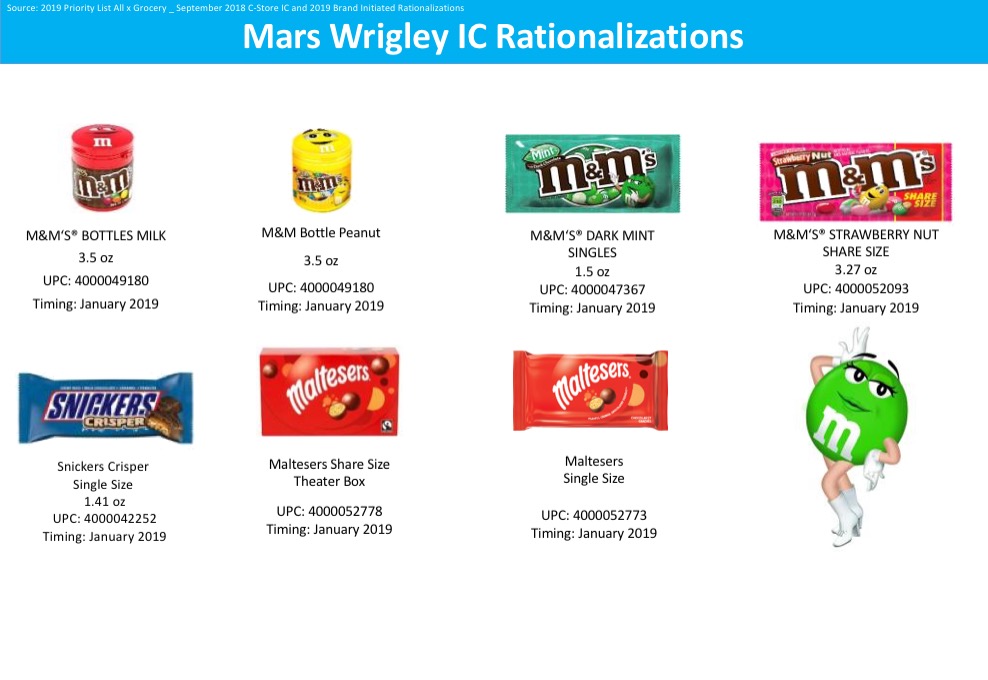 Source: 2019 Priority List All x Grocery _ September 2018 C-Store IC and 2019 Brand Initiated Rationalizations
Mars Wrigley IC Rationalizations
m
m&m's
M&M'S® BOTTLES MILK
3.5 oz
UPC: 4000049180
Timing: January 2019
m&m's
M&M Bottle Peanut
3.5 oz
UPC: 4000049180
Timing: January 2019
Mint
m&m's
M&M'S® DARK MINT
SINGLES
1.5 oz
UPC: 4000047367
Timing: January 2019
Strawberry Nut
m&m's
SHARE
SIZE
M&M'S® STRAWBERRY NUT
SHARE SIZE
3.27 oz
UPC: 4000052093
Timing: January 2019
SNICKERS
CRISPER
Snickers Crisper
Single Size
1.41 oz
UPC: 4000042252
Timing: January 2019
Maltesers
Maltesers Share Size
Theater Box
UPC: 4000052778
Timing: January 2019
Maltesers
Maltesers
Single Size
UPC: 4000052773
Timing: January 2019
m